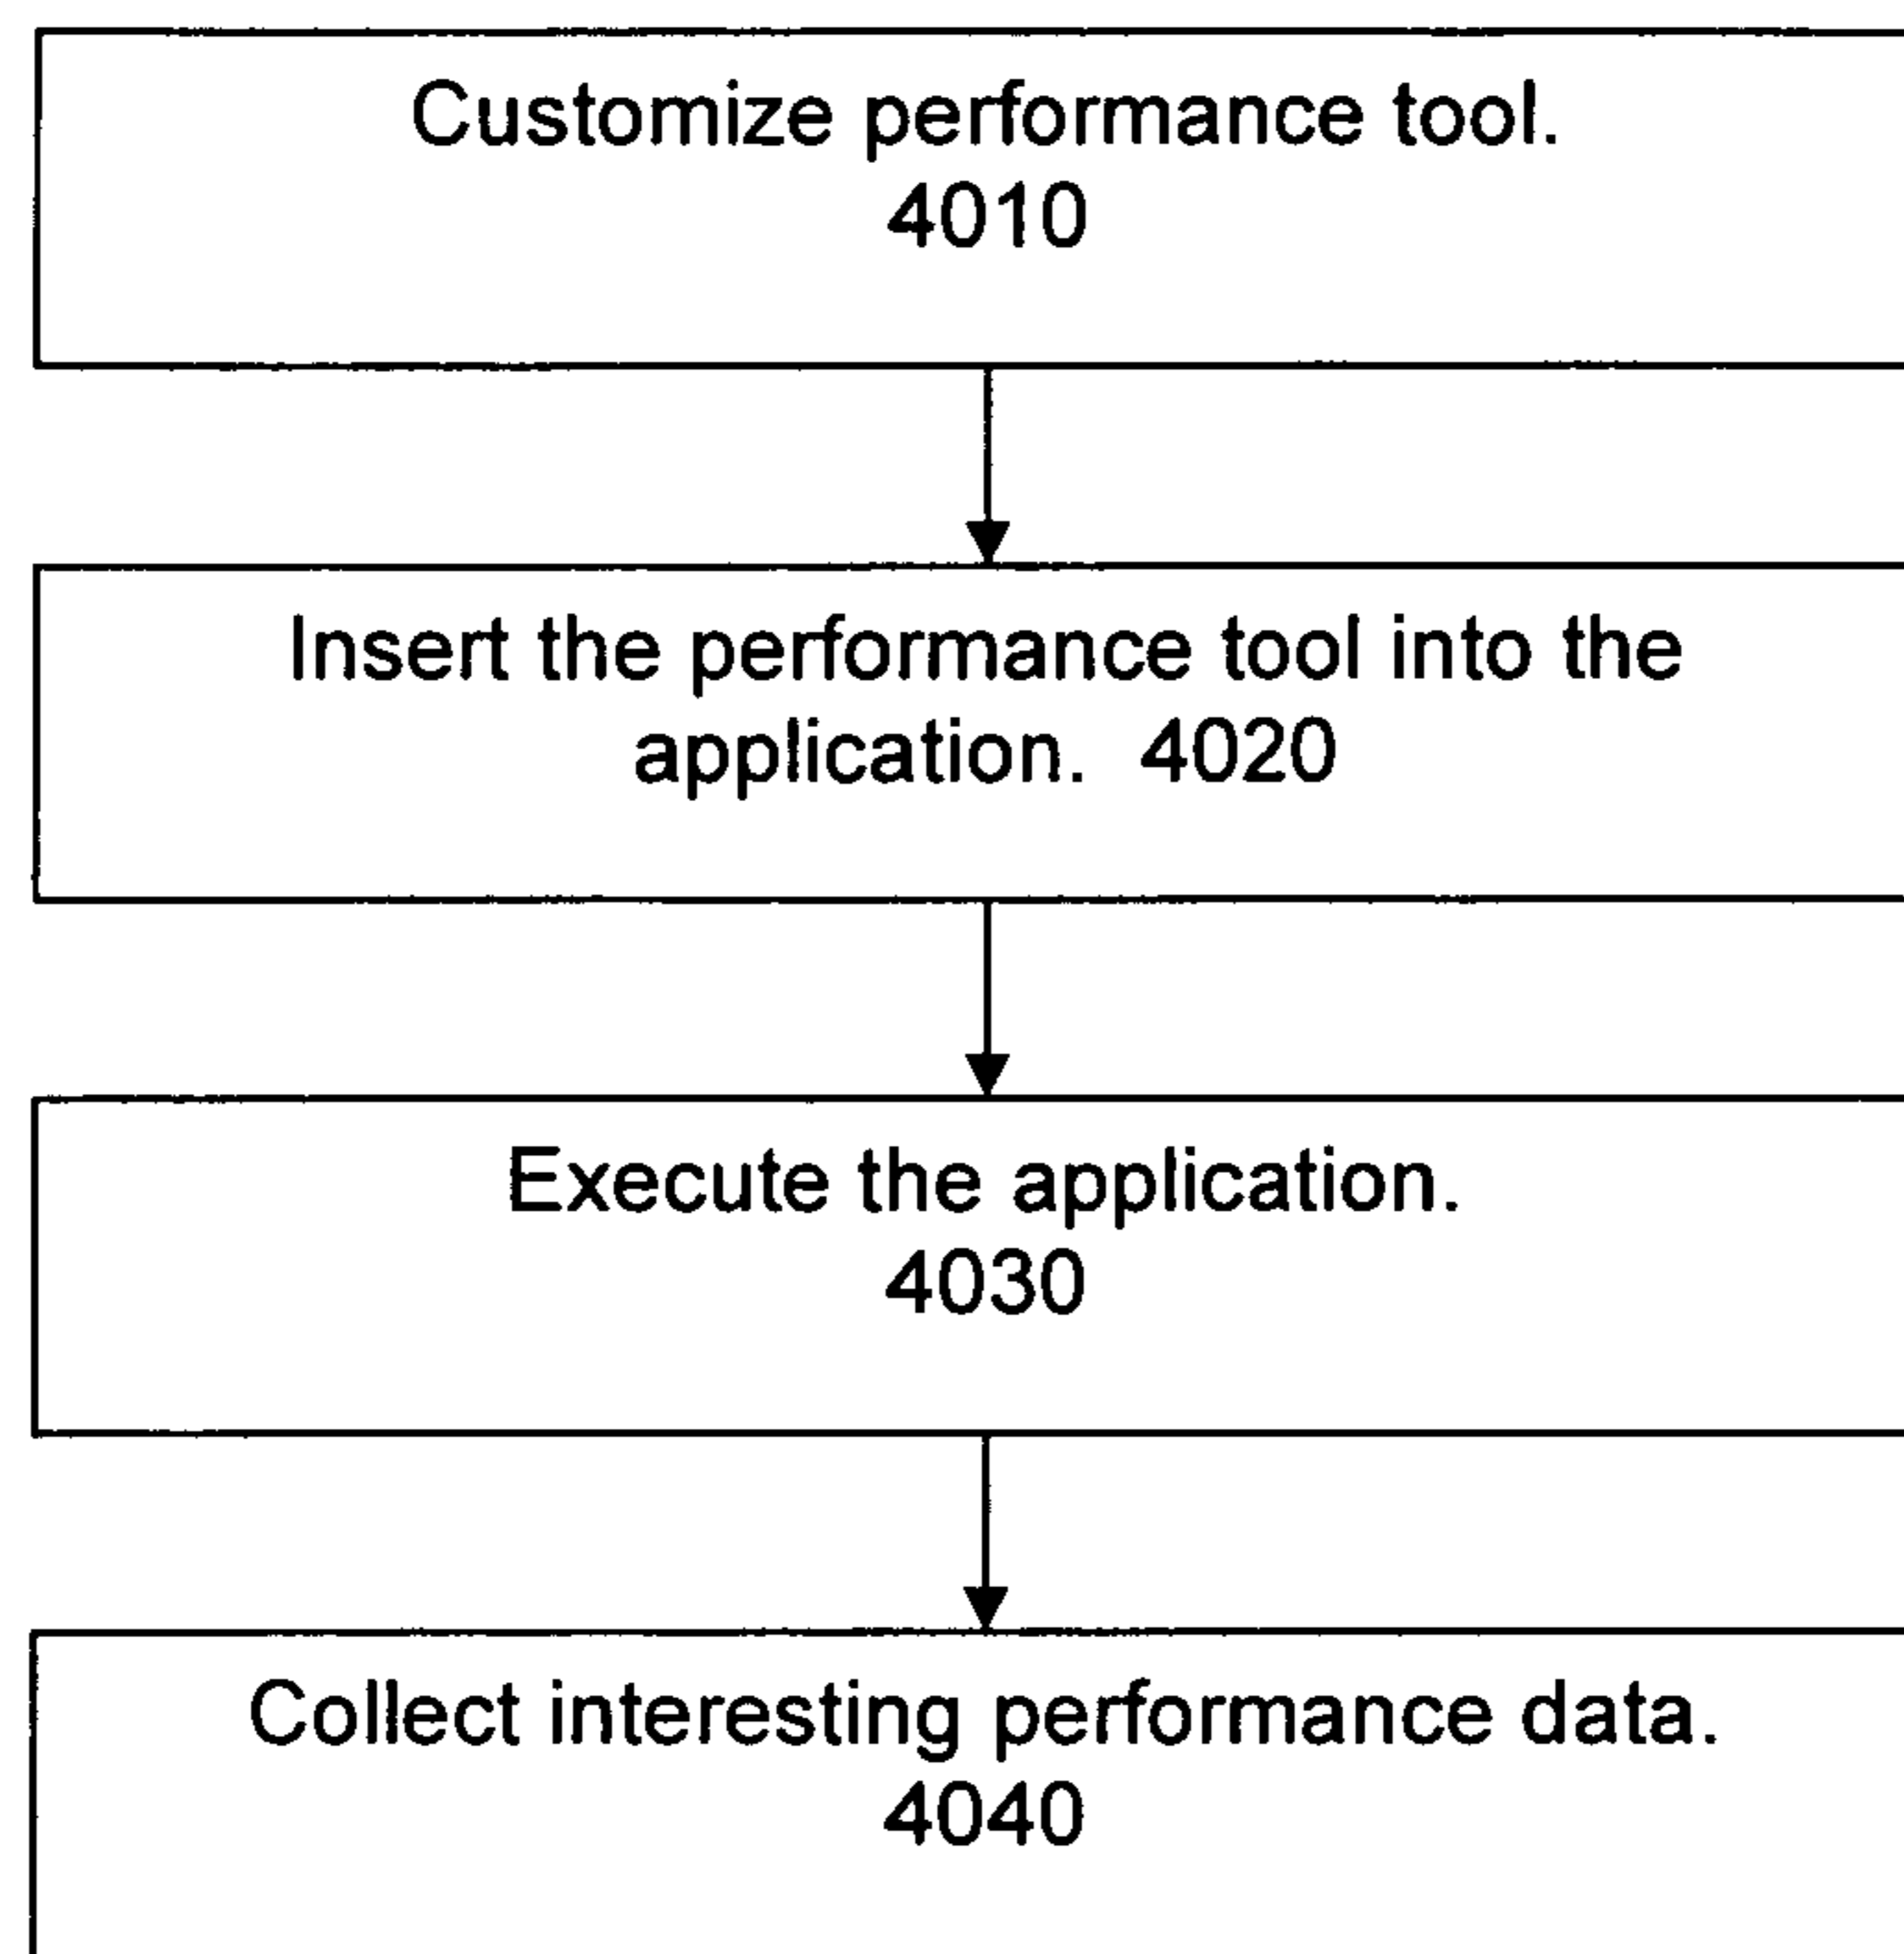 Customize performance tool.
4010
Insert the performance tool into the
application. 4020
Execute the application.
4030
Collect interesting performance data.
4040